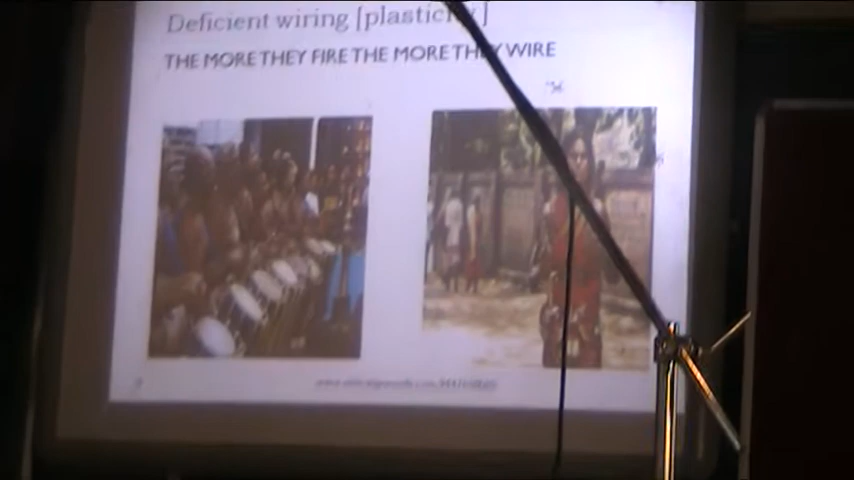 Deficient wiring [plasticity]
THE MORE THEY FIRE THE MORE THEY WIRE